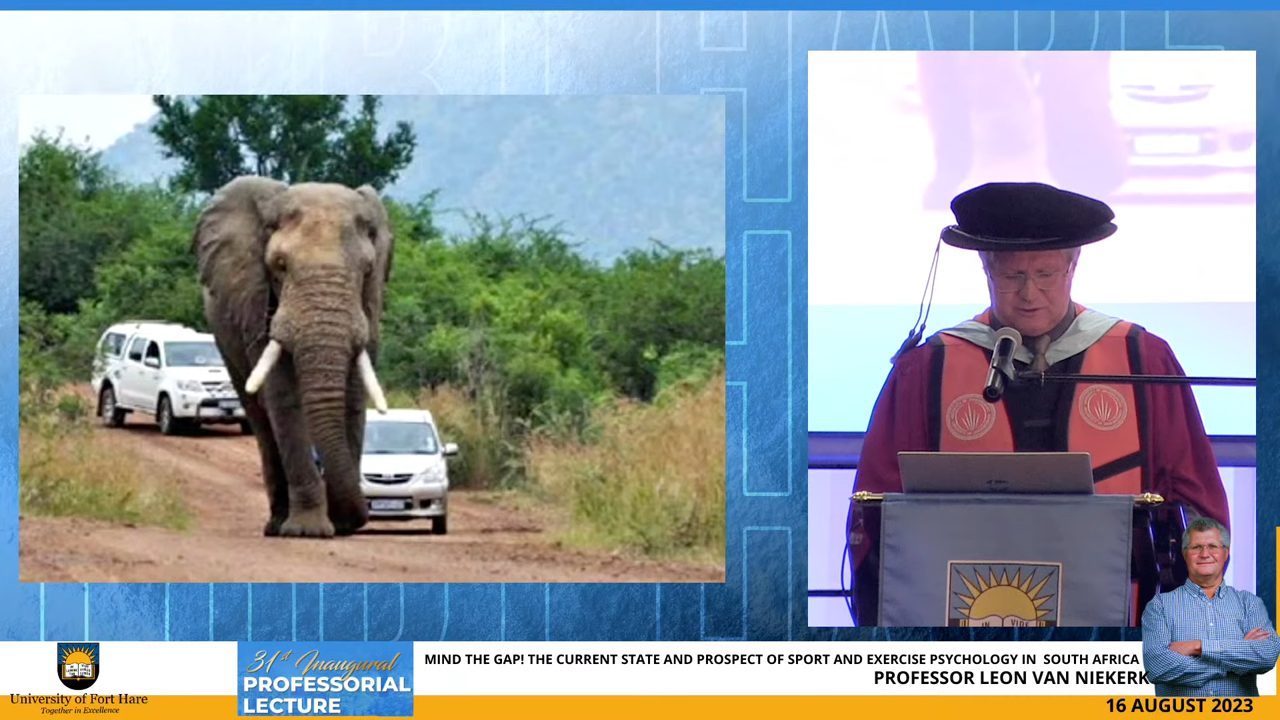 University of Fort Hare
Together in Excellence
31st Inaugural
PROFESSORIAL
LECTURE
MIND THE GAP! THE CURRENT STATE AND PROSPECT OF SPORT AND EXERCISE PSYCHOLOGY IN SOUTH AFRICA
PROFESSOR LEON VAN NIEKERK
16 AUGUST 2023